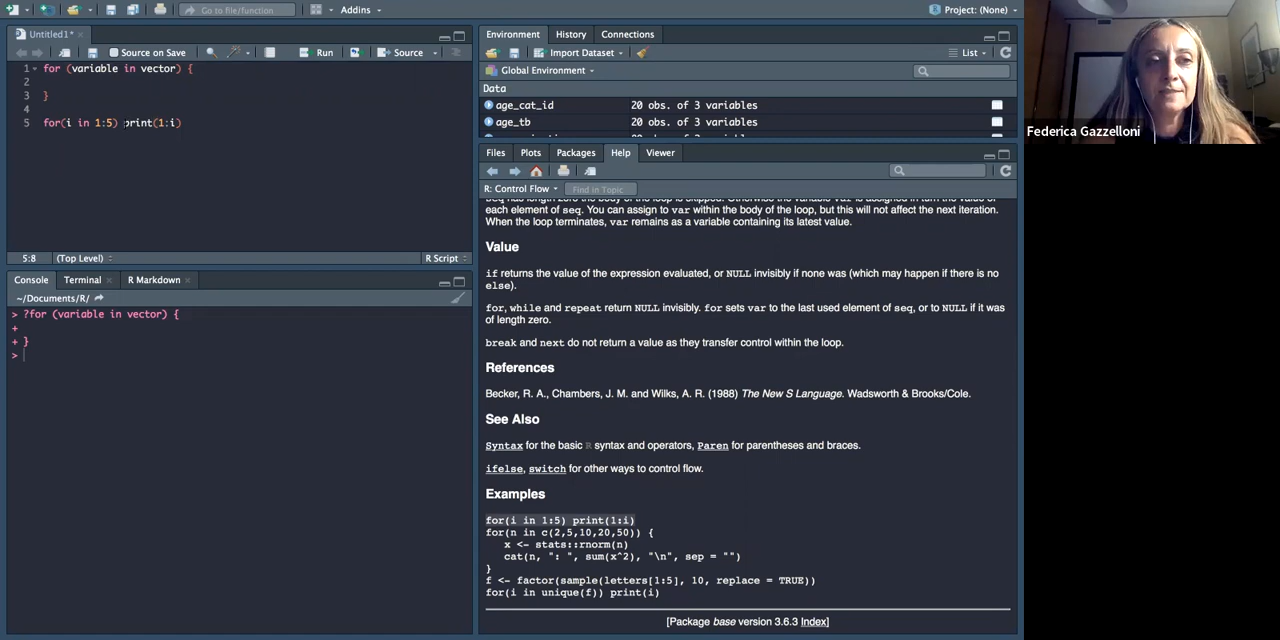 Go to file/function
Addins
Project: (None)
Untitled1*
Source on Save
Run
Source
1 for (variable in vector) {
2
3 }
4
5 for(i in 1:5) print(1:i)
5:8
(Top Level)
R Script
Console
Terminal
R Markdown
~/Documents/R/
> ?for (variable in vector) {
+
+ }
>
Environment
History
Connections
Import Dataset
List
Global Environment
Data
age_cat_id 20 obs. of 3 variables
age_tb 20 obs. of 3 variables
Files
Plots
Packages
Help
Viewer
R: Control Flow
Find in Topic
each element of seq. You can assign to var within the body of the loop, but this will not affect the next iteration.
When the loop terminates, var remains as a variable containing its latest value.
Value
if returns the value of the expression evaluated, or NULL invisibly if none was (which may happen if there is no
else).
for, while and repeat return NULL invisibly. for sets var to the last used element of seq, or to NULL if it was
of length zero.
break and next do not return a value as they transfer control within the loop.
References
Becker, R. A., Chambers, J. M. and Wilks, A. R. (1988) The New S Language. Wadsworth & Brooks/Cole.
See Also
Syntax for the basic R syntax and operators, Paren for parentheses and braces.
ifelse, switch for other ways to control flow.
Examples
for(i in 1:5) print(1:i)
for(n in c(2,5,10,20,50)) {
x <- stats::rnorm(n)
cat(n, ": ", sum(x^2), "\n", sep = "")
}
f <- factor(sample(letters[1:5], 10, replace = TRUE))
for(i in unique(f)) print(i)
[Package base version 3.6.3 Index]
Federica Gazzelloni